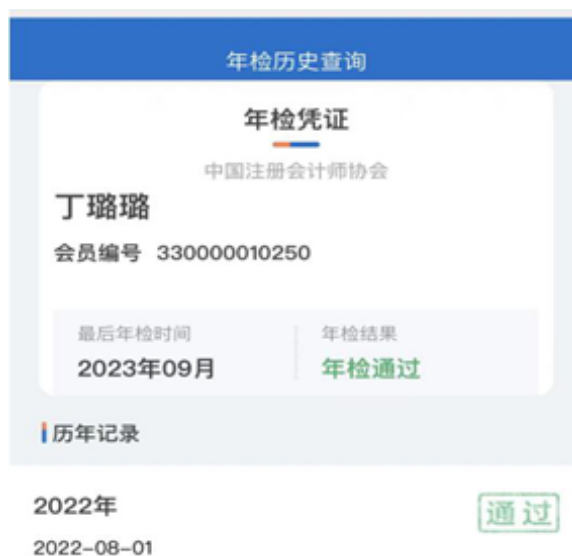 年检历史查询
年检凭证
中国注册会计师协会
丁璐璐
会员编号 330000010250
最后年检时间 年检结果
2023年09月 年检通过
历年记录
2022年 通过
2022-08-01